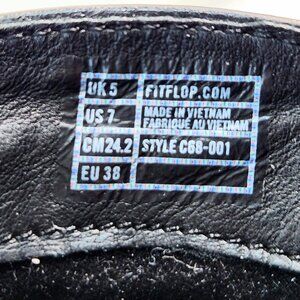 UK 5 FITFLOP.COM
US 7 MADE IN VIETNAM
FABRIQUE AU VIETNAM
CM 24.2 STYLE C68-001
EU 38